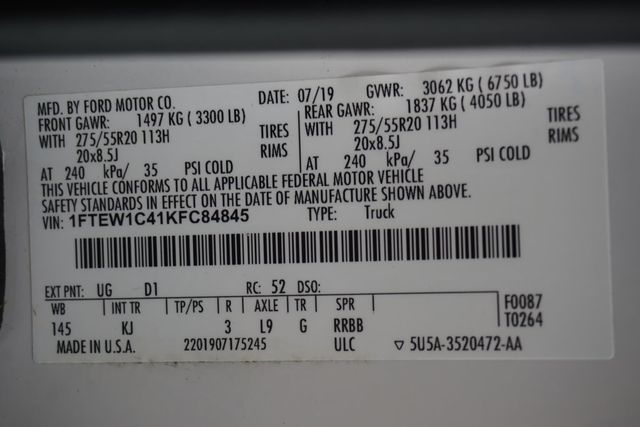 MFD. BY FORD MOTOR CO.
DATE: 07/19 GVWR: 3062 KG ( 6750 LB)
FRONT GAWR: 1497 KG ( 3300 LB) REAR GAWR: 1837 KG ( 4050 LB)
WITH 275/55R20 113H TIRES WITH 275/55R20 113H TIRES
20x8.5J RIMS 20x8.5J RIMS
AT 240 kPa/ 35 PSI COLD AT 240 kPa/ 35 PSI COLD
THIS VEHICLE CONFORMS TO ALL APPLICABLE FEDERAL MOTOR VEHICLE
SAFETY STANDARDS IN EFFECT ON THE DATE OF MANUFACTURE SHOWN ABOVE.
VIN: 1FTEW1C41KFC84845 TYPE: Truck
EXT PNT: UG D1 RC: 52 DSO:
WB INT TR TP/PS R AXLE TR SPR F0087
145 KJ 3 L9 G RRBB T0264
MADE IN U.S.A. 2201907175245 ULC ▽ 5U5A-3520472-AA